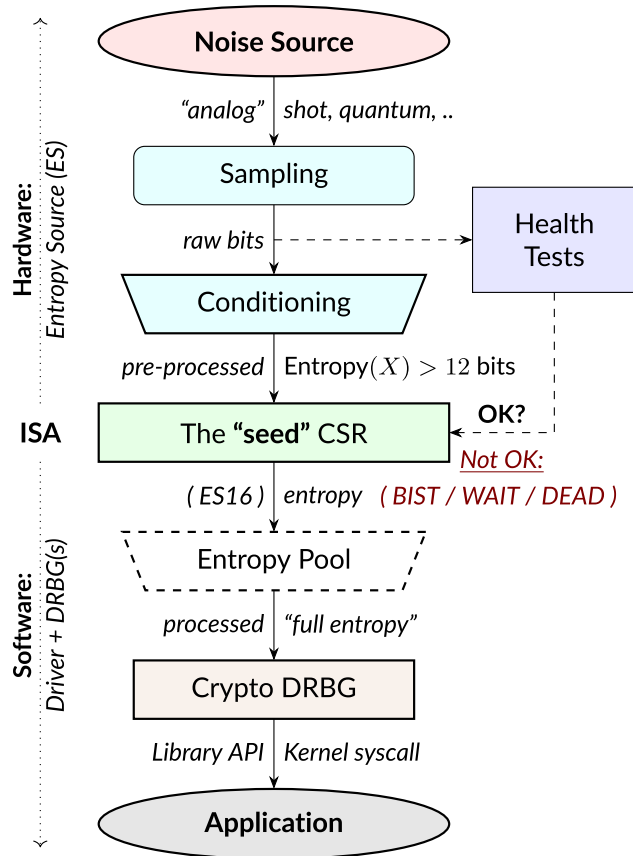 Noise Source
“analog” shot, quantum, ..
Sampling
raw bits
Health
Tests
Conditioning
pre-processed Entropy(X) > 12 bits
OK?
The “seed” CSR
Not OK:
( ES16 ) entropy ( BIST / WAIT / DEAD )
Entropy Pool
processed “full entropy”
Crypto DRBG
Library API Kernel syscall
Application
Hardware:
Entropy Source (ES)
ISA
Software:
Driver + DRBG(s)